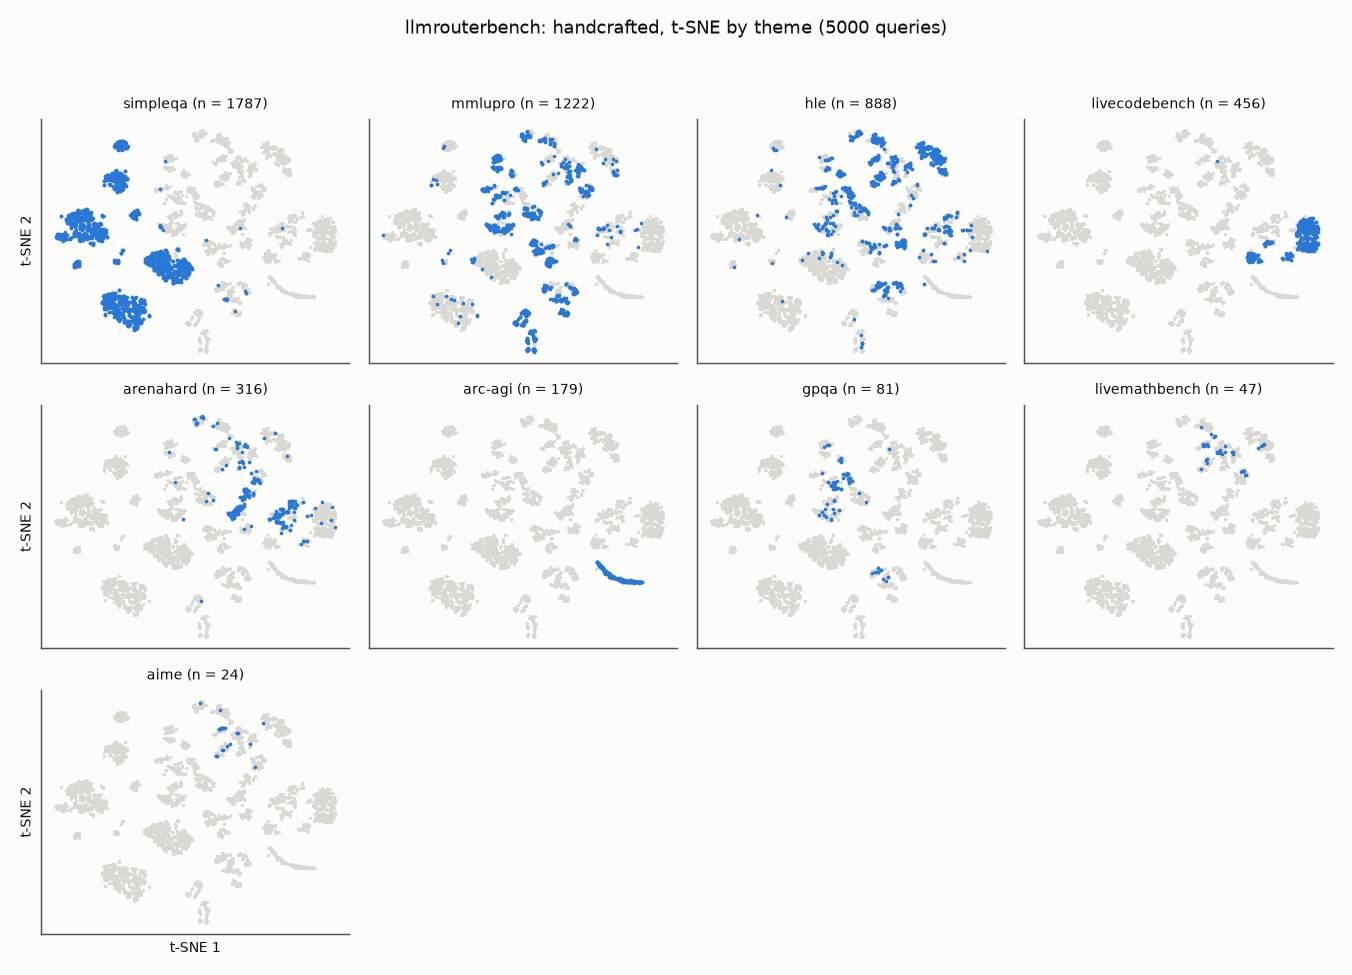 llmrouterbench: handcrafted, t-SNE by theme (5000 queries)
simpleqa (n = 1787)
mmlupro (n = 1222)
hle (n = 888)
livecodebench (n = 456)
t-SNE 2
arenahard (n = 316)
arc-agi (n = 179)
gpqa (n = 81)
livemathbench (n = 47)
t-SNE 2
aime (n = 24)
t-SNE 2
t-SNE 1